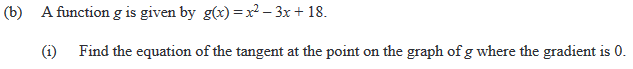 (b) A function g is given by g(x) = x² – 3x + 18.
(i) Find the equation of the tangent at the point on the graph of g where the gradient is 0.